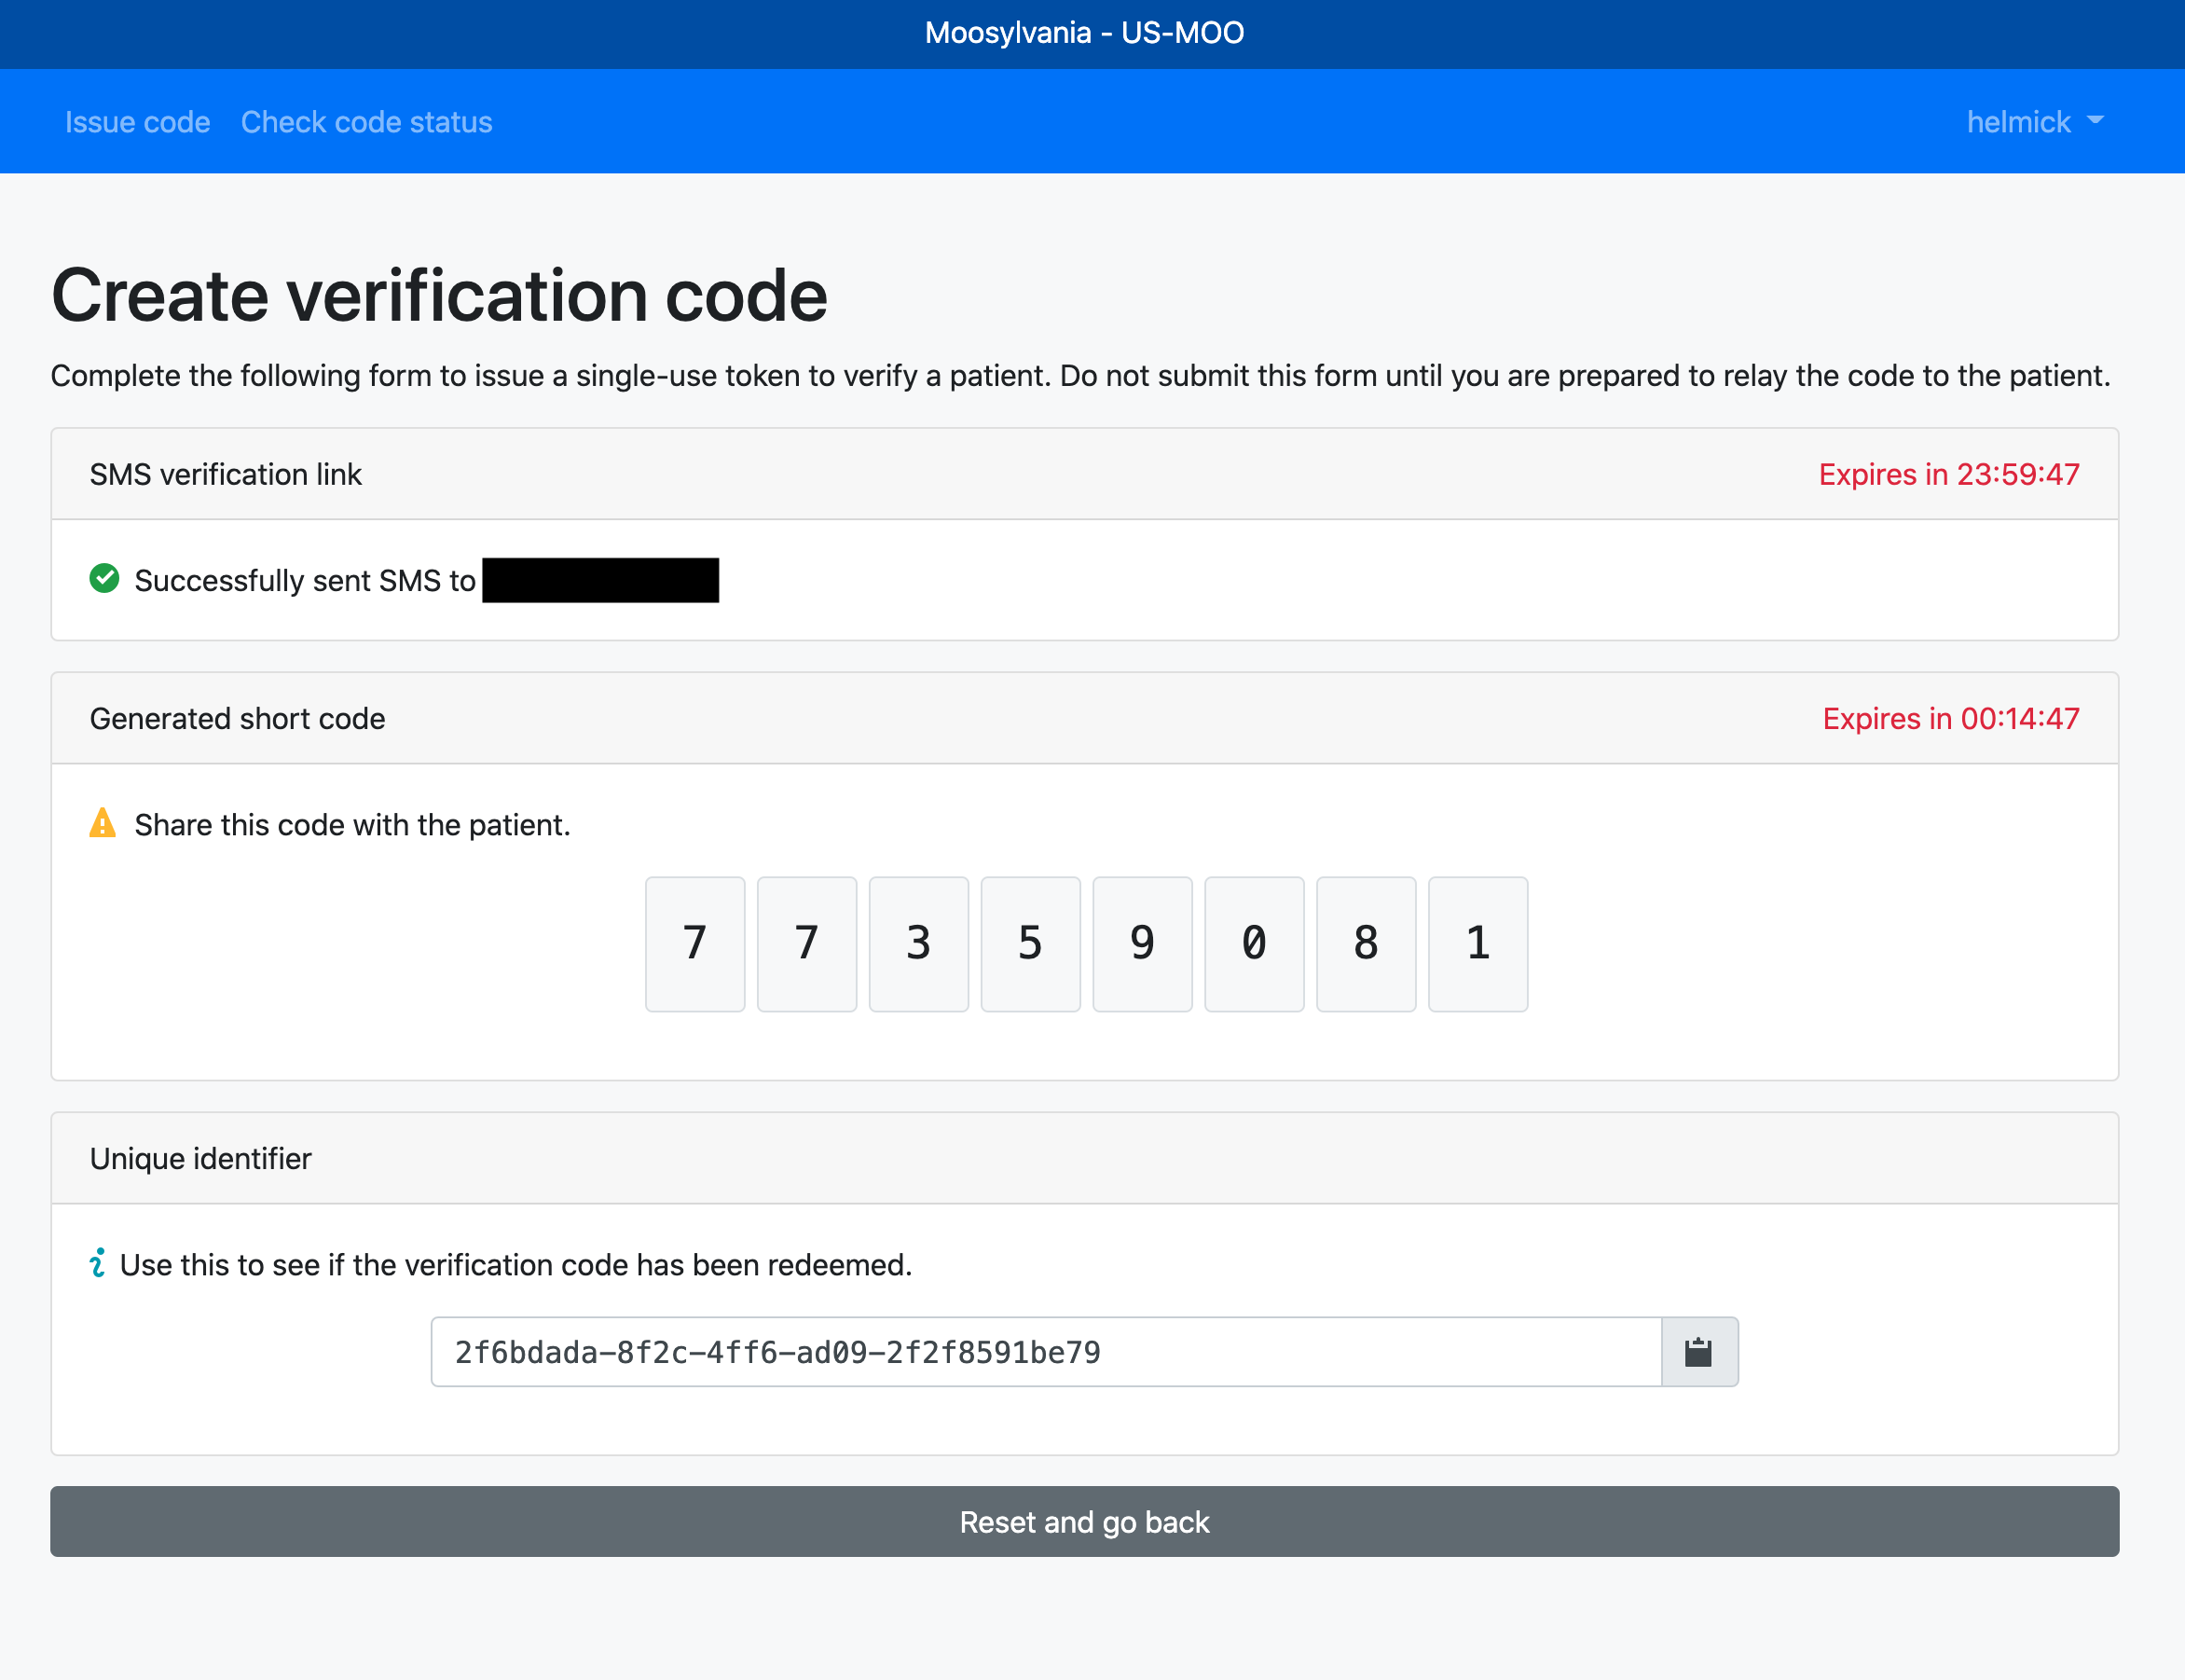 Moosylvania - US-MOO
Issue code Check code status helmick
Create verification code
Complete the following form to issue a single-use token to verify a patient. Do not submit this form until you are prepared to relay the code to the patient.
SMS verification link Expires in 23:59:47
Successfully sent SMS to
Generated short code Expires in 00:14:47
Share this code with the patient.
7 7 3 5 9 0 8 1
Unique identifier
Use this to see if the verification code has been redeemed.
2f6bdada-8f2c-4ff6-ad09-2f2f8591be79
Reset and go back